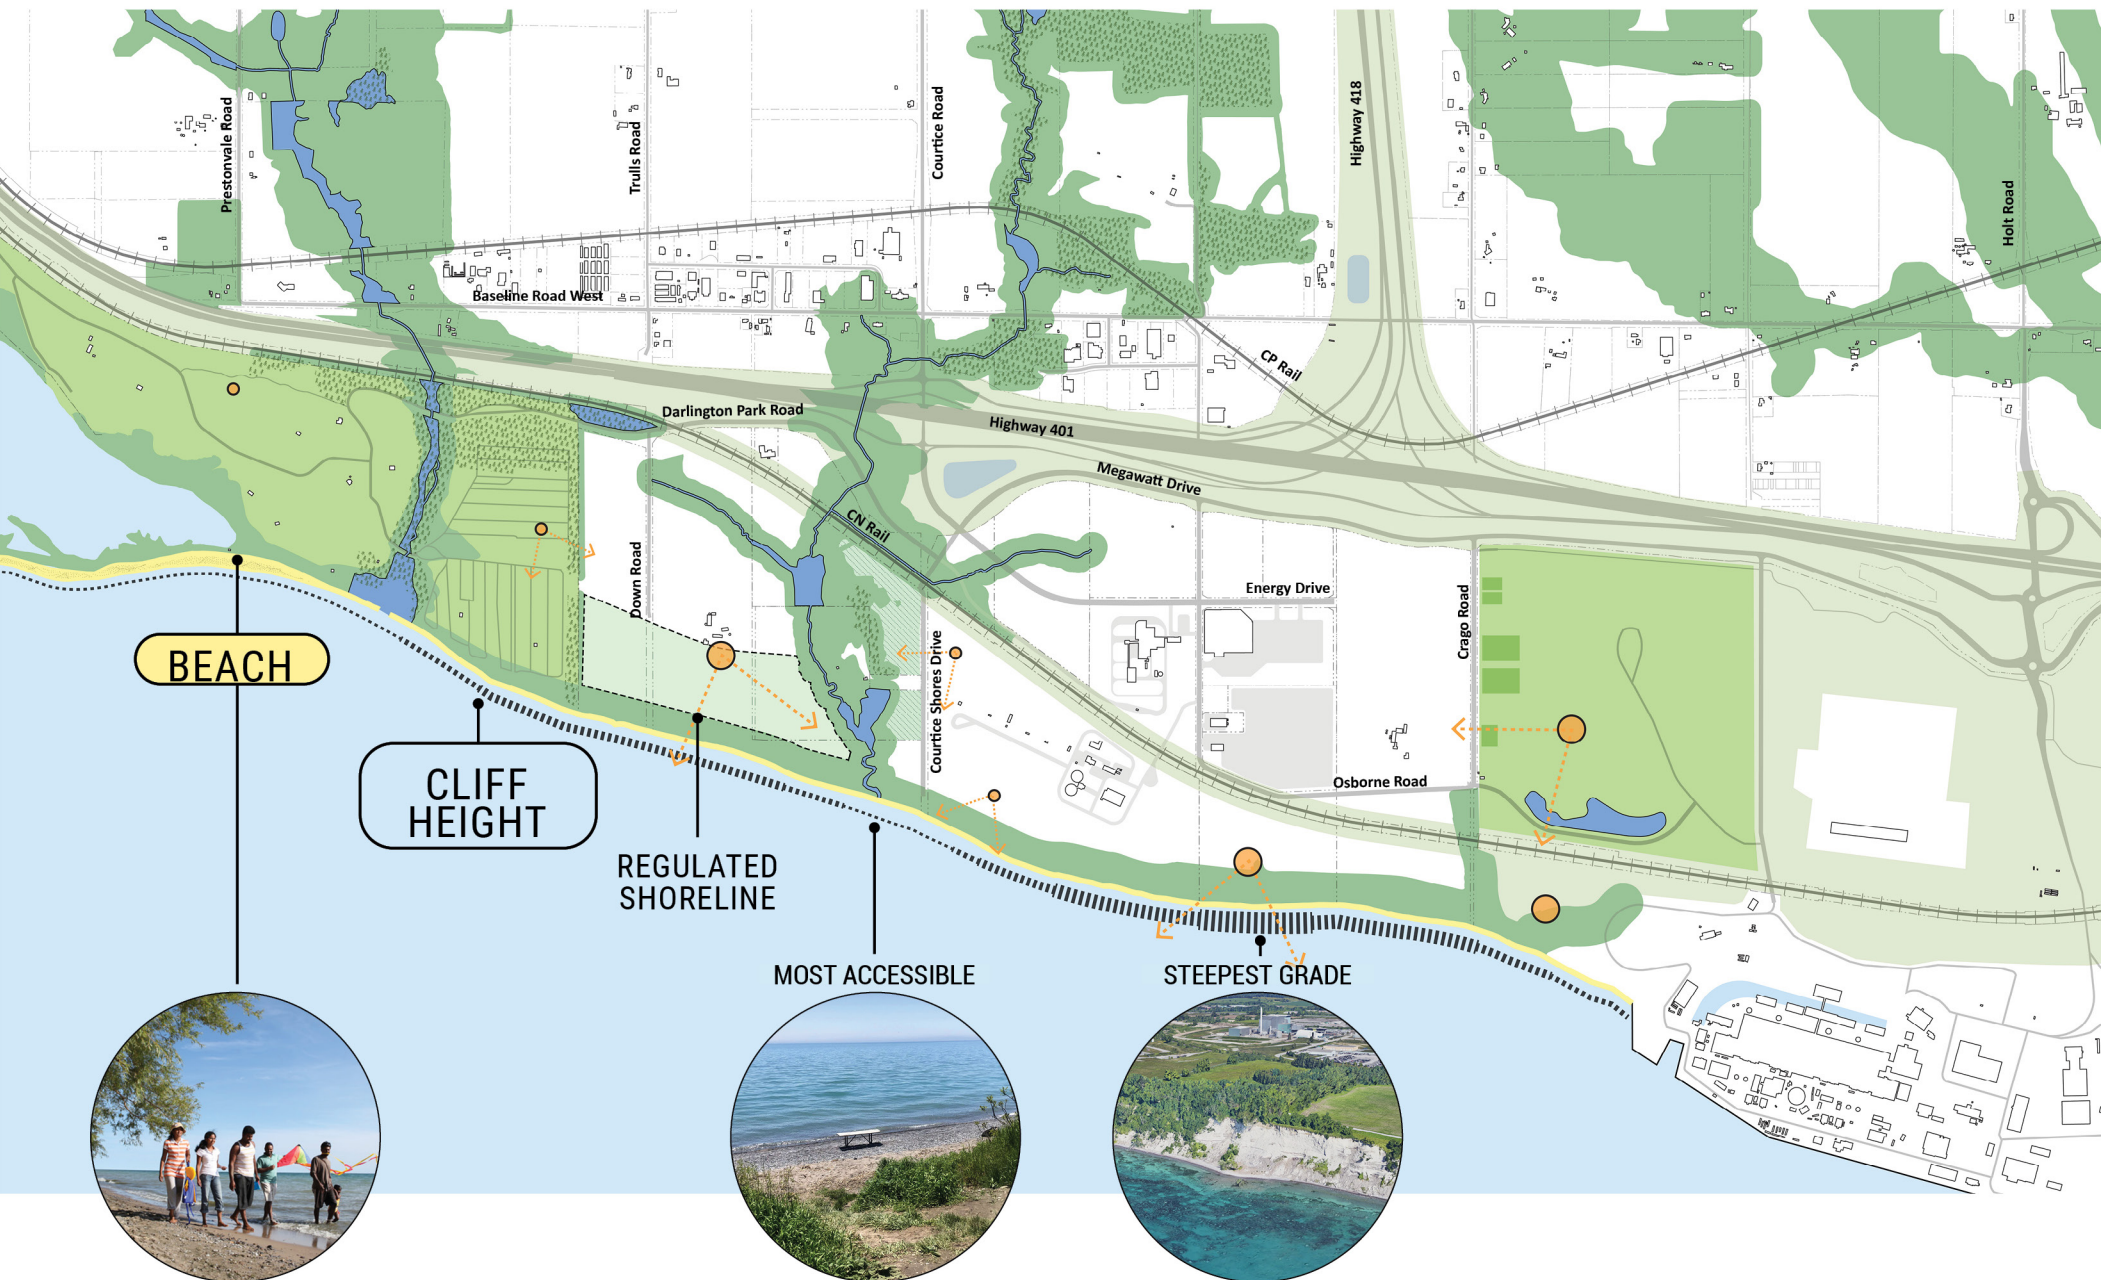 Prestonvale Road
Trulls Road
Courtice Road
Highway 418
Holt Road
Baseline Road West
CP Rail
Darlington Park Road
Highway 401
Megawatt Drive
CN Rail
Down Road
Energy Drive
Crago Road
Courtice Shores Drive
Osborne Road
BEACH
CLIFF
HEIGHT
REGULATED
SHORELINE
MOST ACCESSIBLE
STEEPEST GRADE